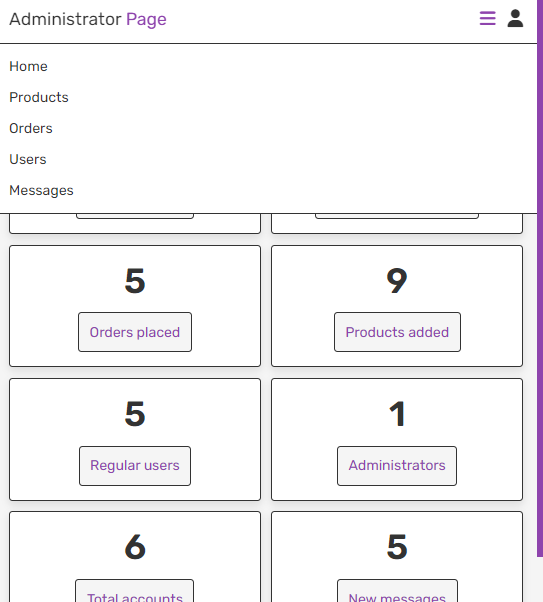 Administrator Page
Home
Products
Orders
Users
Messages
5
9
Orders placed
Products added
5
1
Regular users
Administrators
6
5
Total accounts
New messages